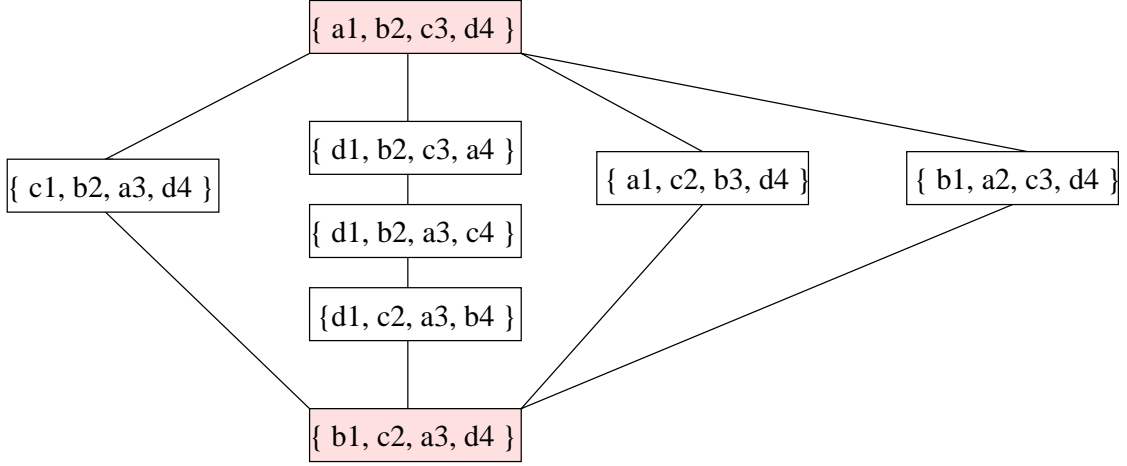 { a1, b2, c3, d4 }
{ d1, b2, c3, a4 }
{ c1, b2, a3, d4 }
{ a1, c2, b3, d4 }
{ b1, a2, c3, d4 }
{ d1, b2, a3, c4 }
{d1, c2, a3, b4 }
{ b1, c2, a3, d4 }